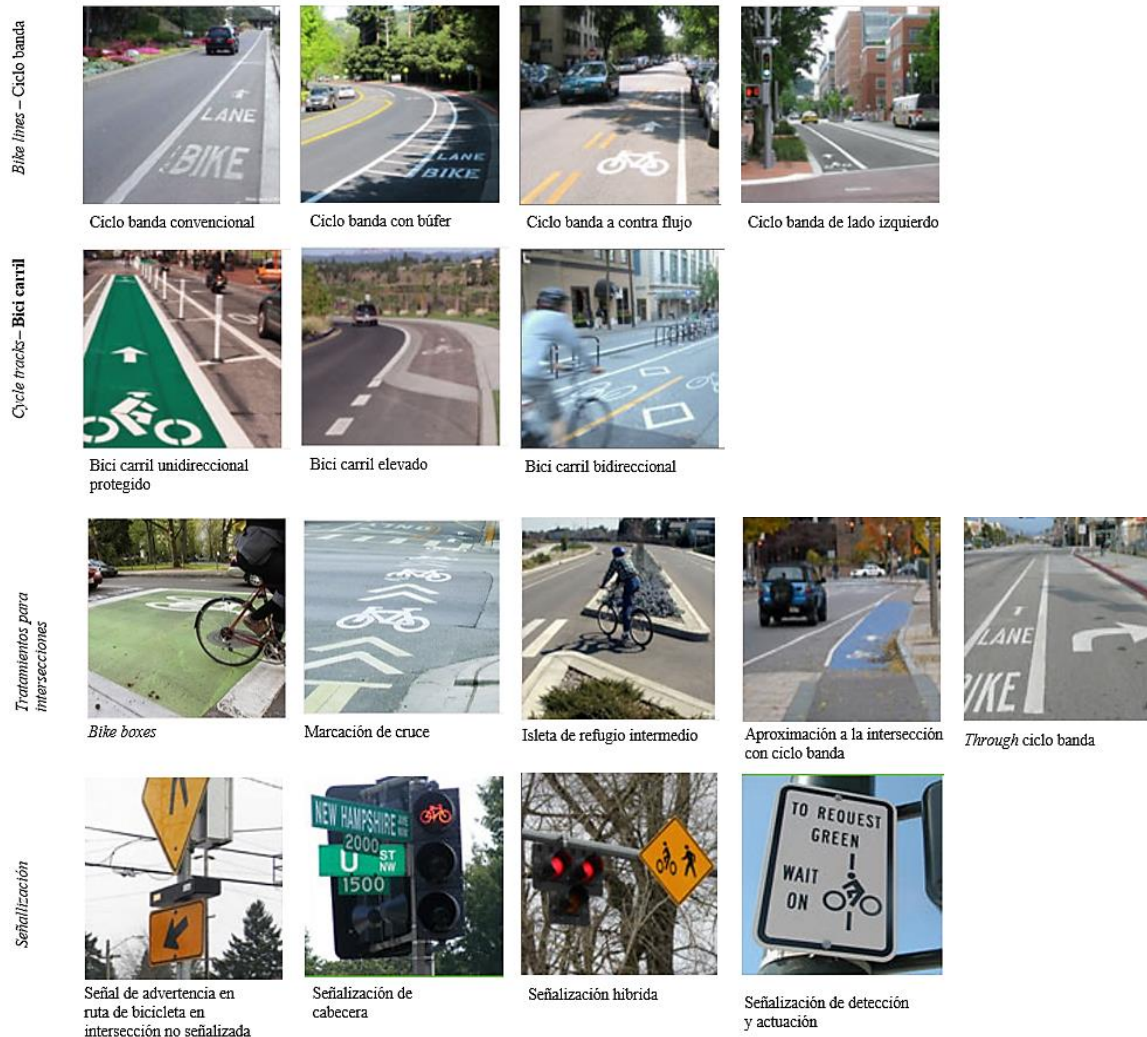 Bike lines – Ciclo banda
LANE
BIKE
LANE
BIKE
Ciclo banda convencional
Ciclo banda con búfer
Ciclo banda a contra flujo
Ciclo banda de lado izquierdo
Cycle tracks – Bici carril
Bici carril unidireccional
protegido
Bici carril elevado
Bici carril bidireccional
Tratamientos para
intersecciones
ONLY
LANE
BIKE
Bike boxes
Marcación de cruce
Isleta de refugio intermedio
Aproximación a la intersección
con ciclo banda
Through ciclo banda
Señallización
NEW HAMPSHIRE
2000
U ST
NW
1500
TO REQUEST
GREEN
WAIT
ON
Señal de advertencia en
ruta de bicicleta en
intersección no señalizada
Señalización de
cabecera
Señalización hibrida
Señalización de detección
y actuación